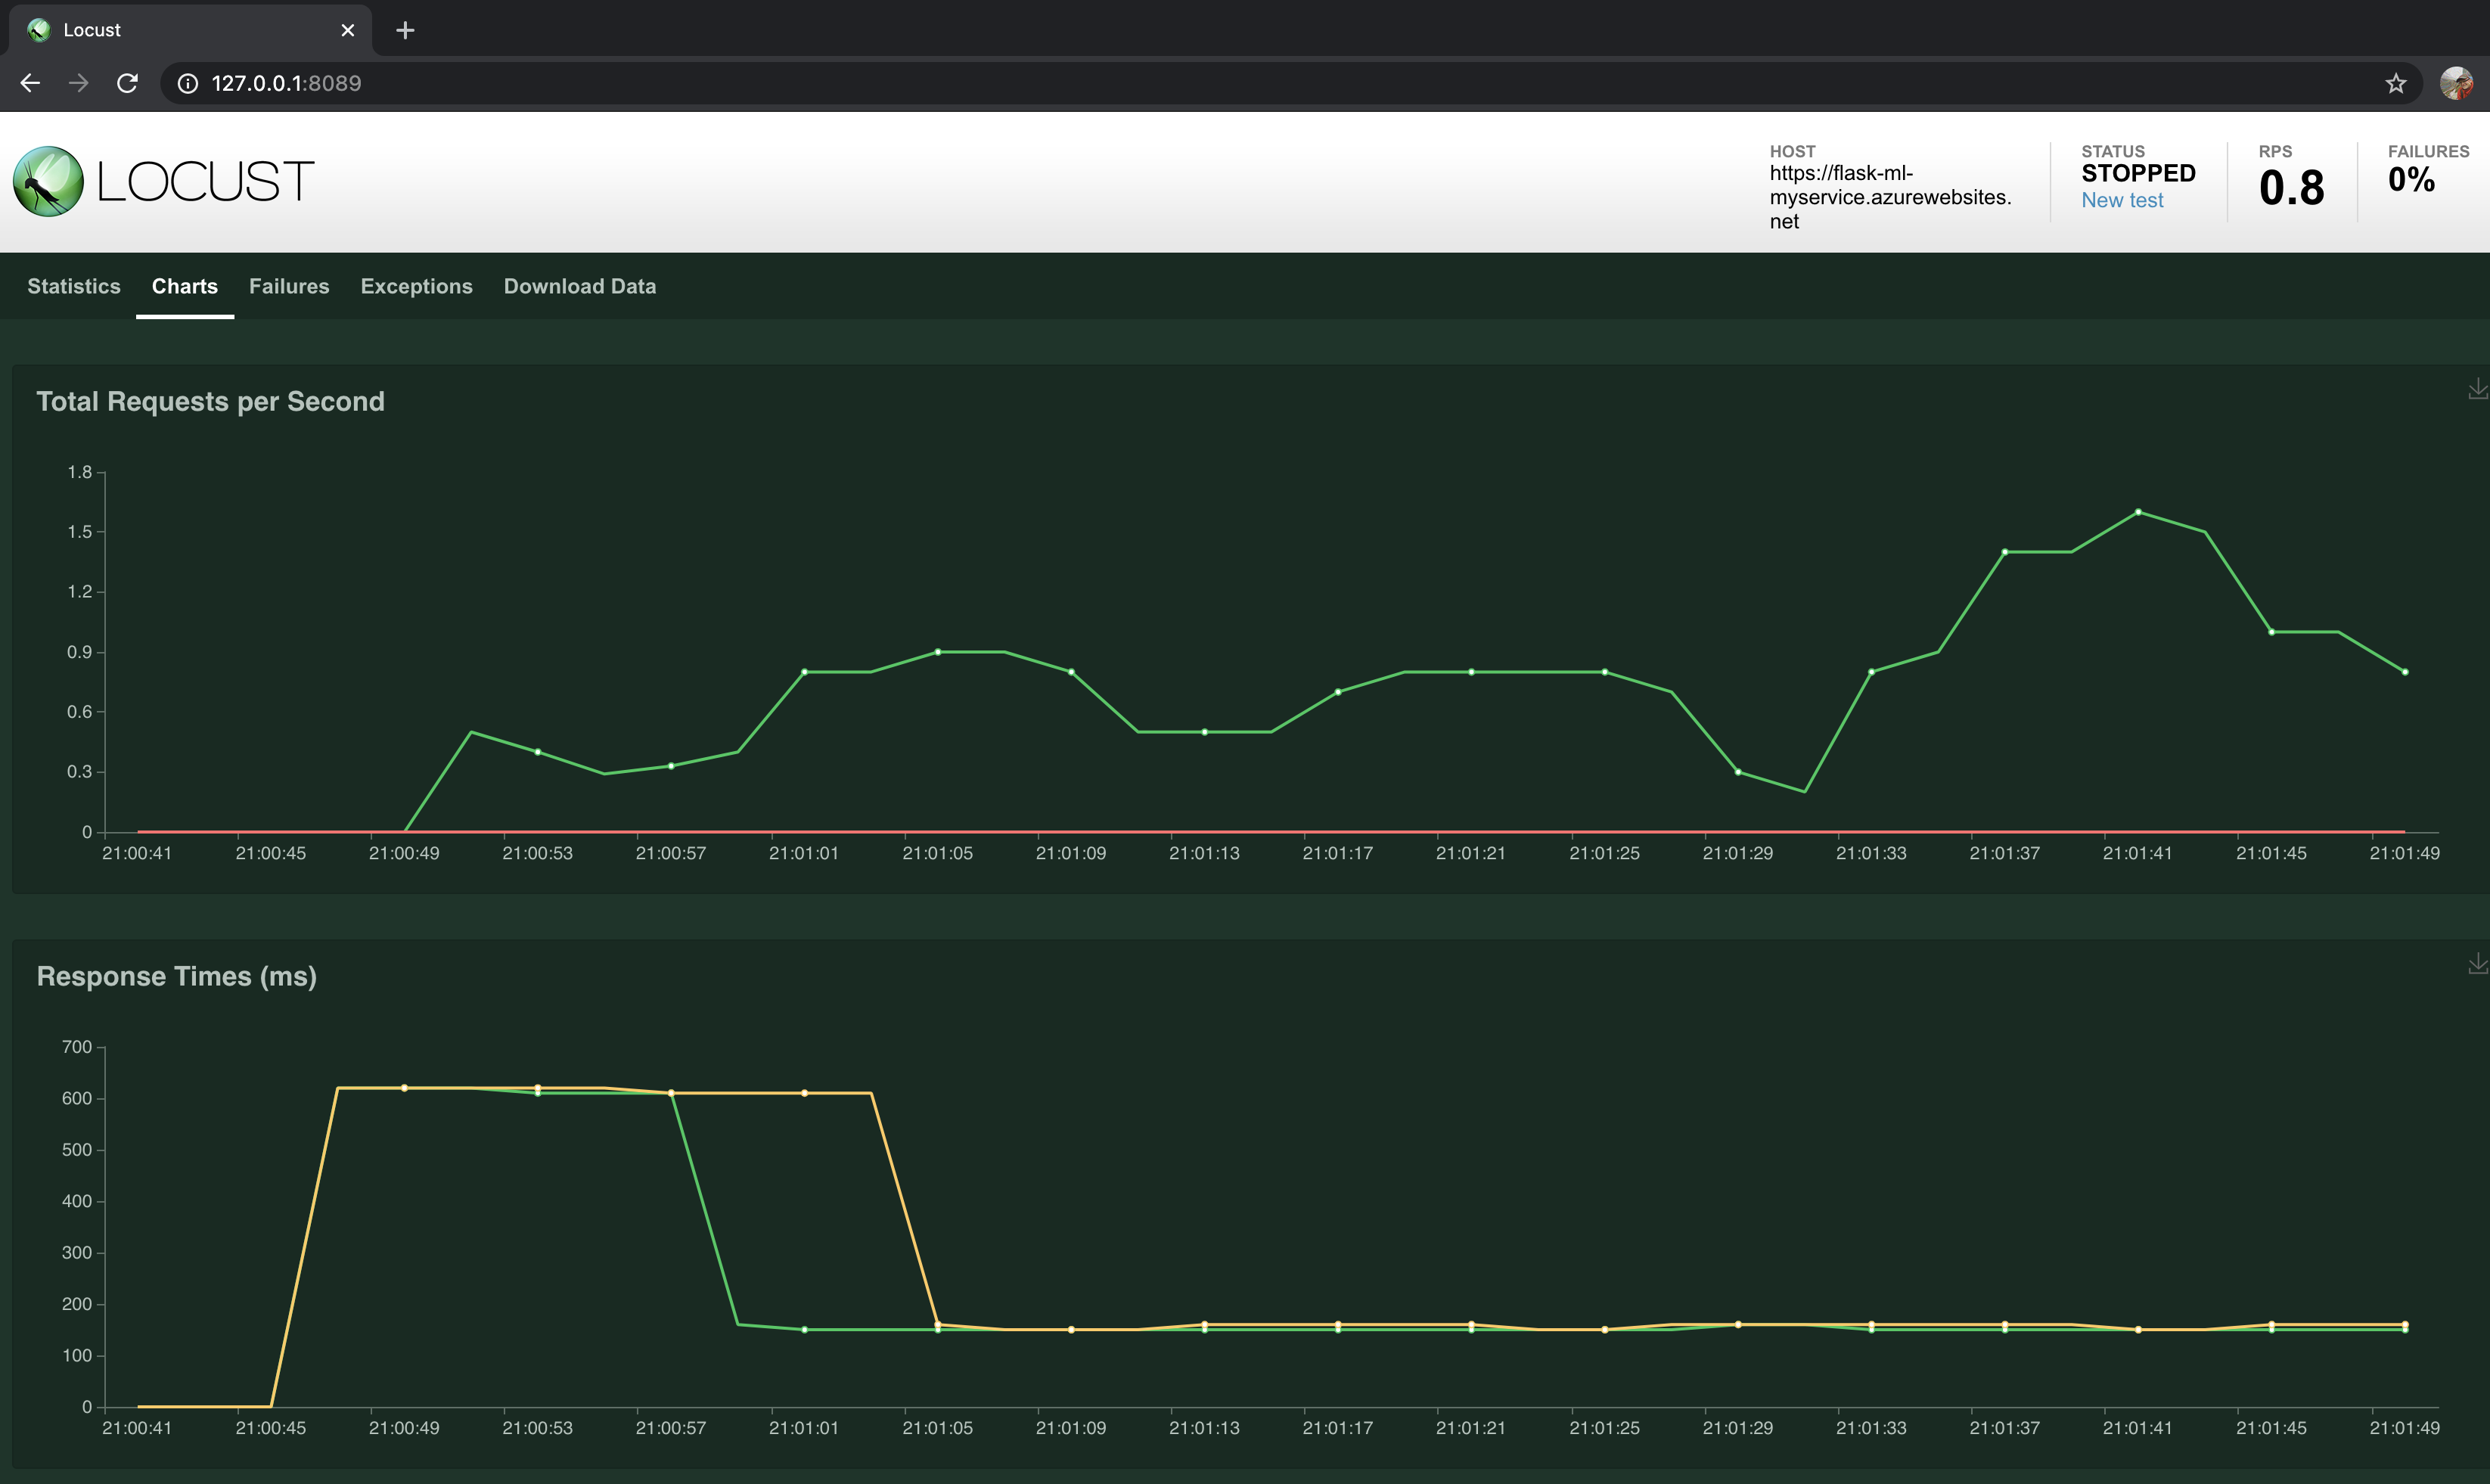 Locust
127.0.0.1:8089
LOCUST
HOST
https://flask-ml-
myservice.azurewebsites.
net
STATUS
STOPPED
New test
RPS
0.8
FAILURES
0%
Statistics Charts Failures Exceptions Download Data
Total Requests per Second
1.8
1.5
1.2
0.9
0.6
0.3
0
21:00:41 21:00:45 21:00:49 21:00:53 21:00:57 21:01:01 21:01:05 21:01:09 21:01:13 21:01:17 21:01:21 21:01:25 21:01:29 21:01:33 21:01:37 21:01:41 21:01:45 21:01:49
Response Times (ms)
700
600
500
400
300
200
100
0
21:00:41 21:00:45 21:00:49 21:00:53 21:00:57 21:01:01 21:01:05 21:01:09 21:01:13 21:01:17 21:01:21 21:01:25 21:01:29 21:01:33 21:01:37 21:01:41 21:01:45 21:01:49